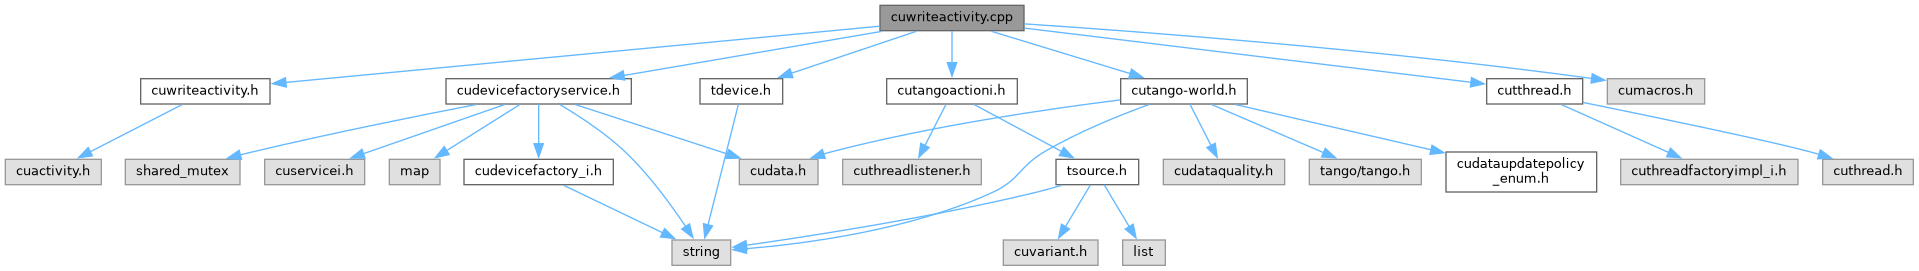 cuwriteactivity.cpp
cuwriteactivity.h
cudevicefactoryservice.h
tdevice.h
cutangoactioni.h
cutango-world.h
cutthread.h
cumacros.h
cuactivity.h
shared_mutex
cuservicei.h
map
cudevicefactory_i.h
cudata.h
cuthreadlistener.h
tsource.h
cudataquality.h
tango/tango.h
cudataupdatepolicy
_enum.h
cuthreadfactoryimpl_i.h
cuthread.h
string
cuvariant.h
list